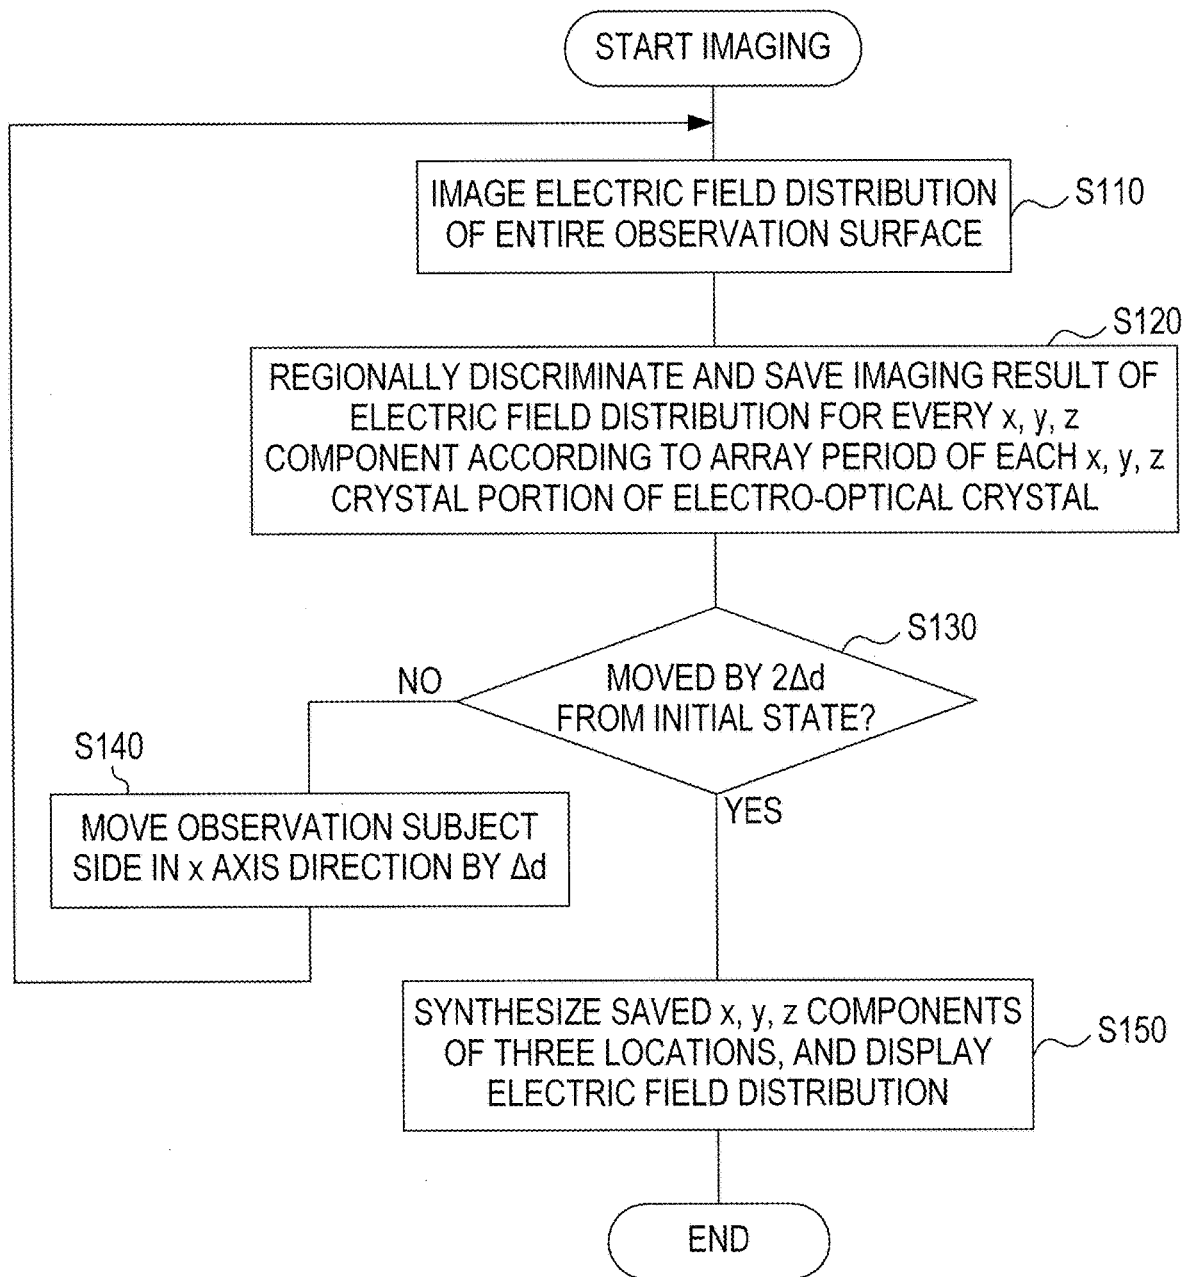 START IMAGING
IMAGE ELECTRIC FIELD DISTRIBUTION
OF ENTIRE OBSERVATION SURFACE
S110
S120
REGIONALLY DISCRIMINATE AND SAVE IMAGING RESULT OF
ELECTRIC FIELD DISTRIBUTION FOR EVERY x, y, z
COMPONENT ACCORDING TO ARRAY PERIOD OF EACH x, y, z
CRYSTAL PORTION OF ELECTRO-OPTICAL CRYSTAL
S130
MOVED BY 2Δd
FROM INITIAL STATE?
NO
YES
S140
MOVE OBSERVATION SUBJECT
SIDE IN x AXIS DIRECTION BY Δd
SYNTHESIZE SAVED x, y, z COMPONENTS
OF THREE LOCATIONS, AND DISPLAY
ELECTRIC FIELD DISTRIBUTION
S150
END